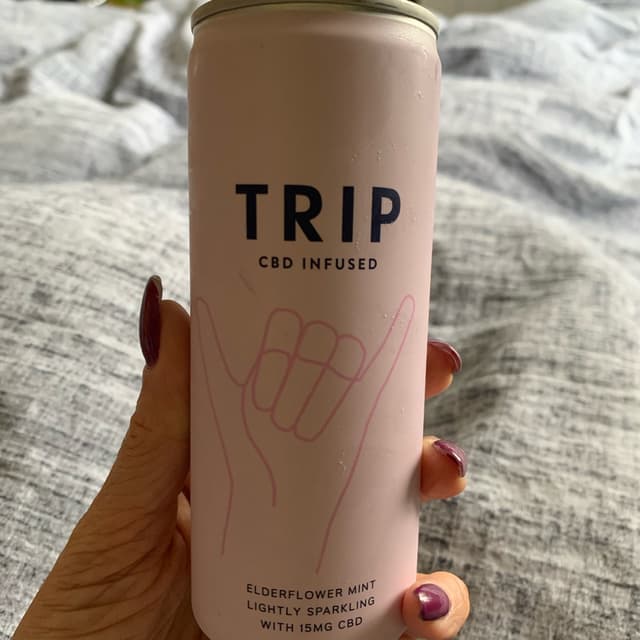 TRIP
CBD INFUSED
ELDERFLOWER MINT
LIGHTLY SPARKLING
WITH 15MG CBD